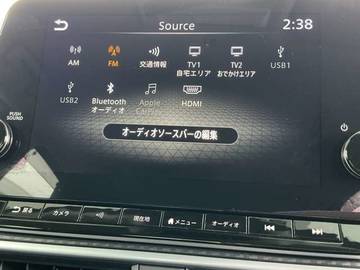 Source 2:38
AM FM 交通情報 TV1 TV2 USB1
自宅エリア おでかけエリア
USB2 Bluetooth Apple HDMI
オーディオ CarPlay
オーディオソースバーの編集
PUSH
SOUND
戻る カメラ 現在地 メニュー オーディオ